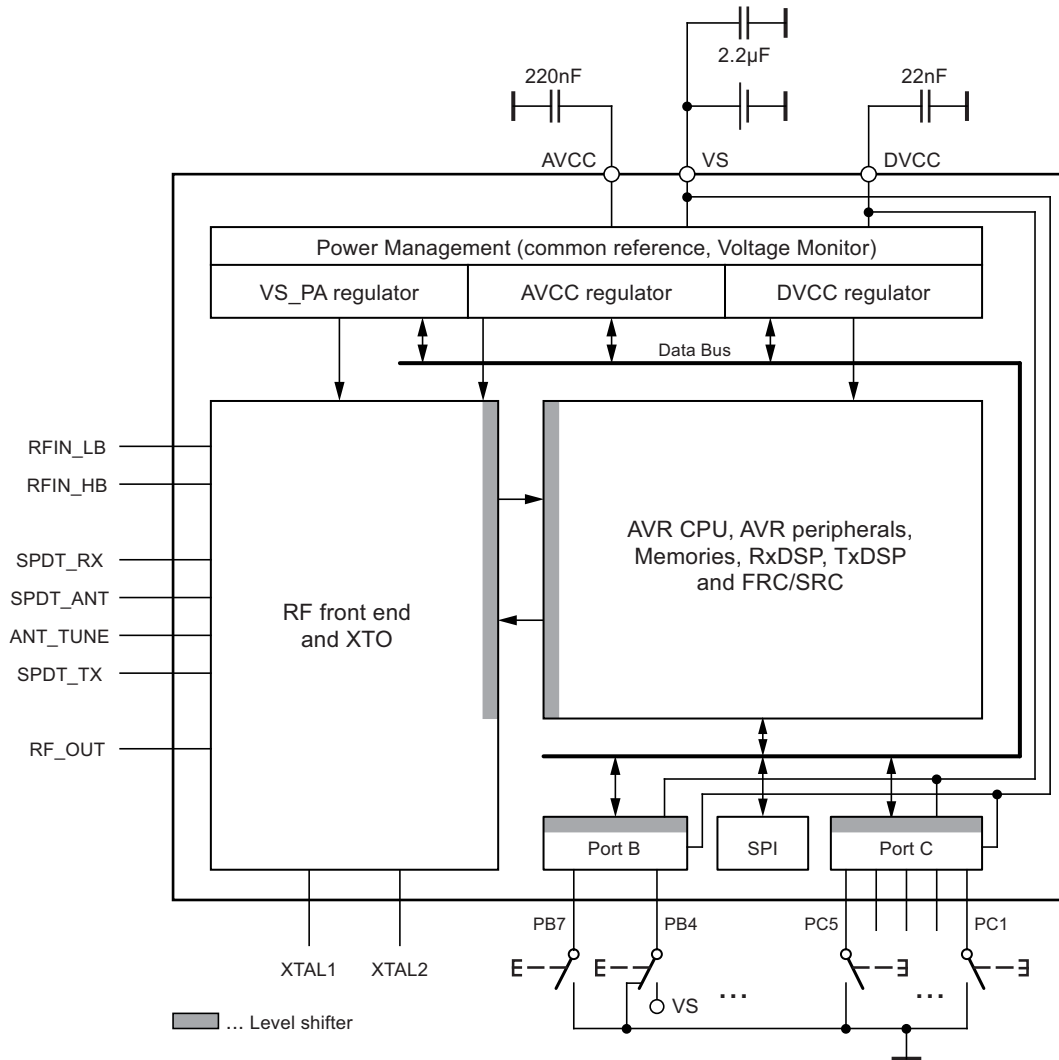 2.2µF
220nF
22nF
AVCC
VS
DVCC
Power Management (common reference, Voltage Monitor)
VS_PA regulator
AVCC regulator
DVCC regulator
Data Bus
RFIN_LB
RFIN_HB
SPDT_RX
SPDT_ANT
ANT_TUNE
SPDT_TX
RF_OUT
RF front end
and XTO
AVR CPU, AVR peripherals,
Memories, RxDSP, TxDSP
and FRC/SRC
Port B
SPI
Port C
PB7
PB4
PC5
PC1
XTAL1
XTAL2
VS
...
...
... Level shifter